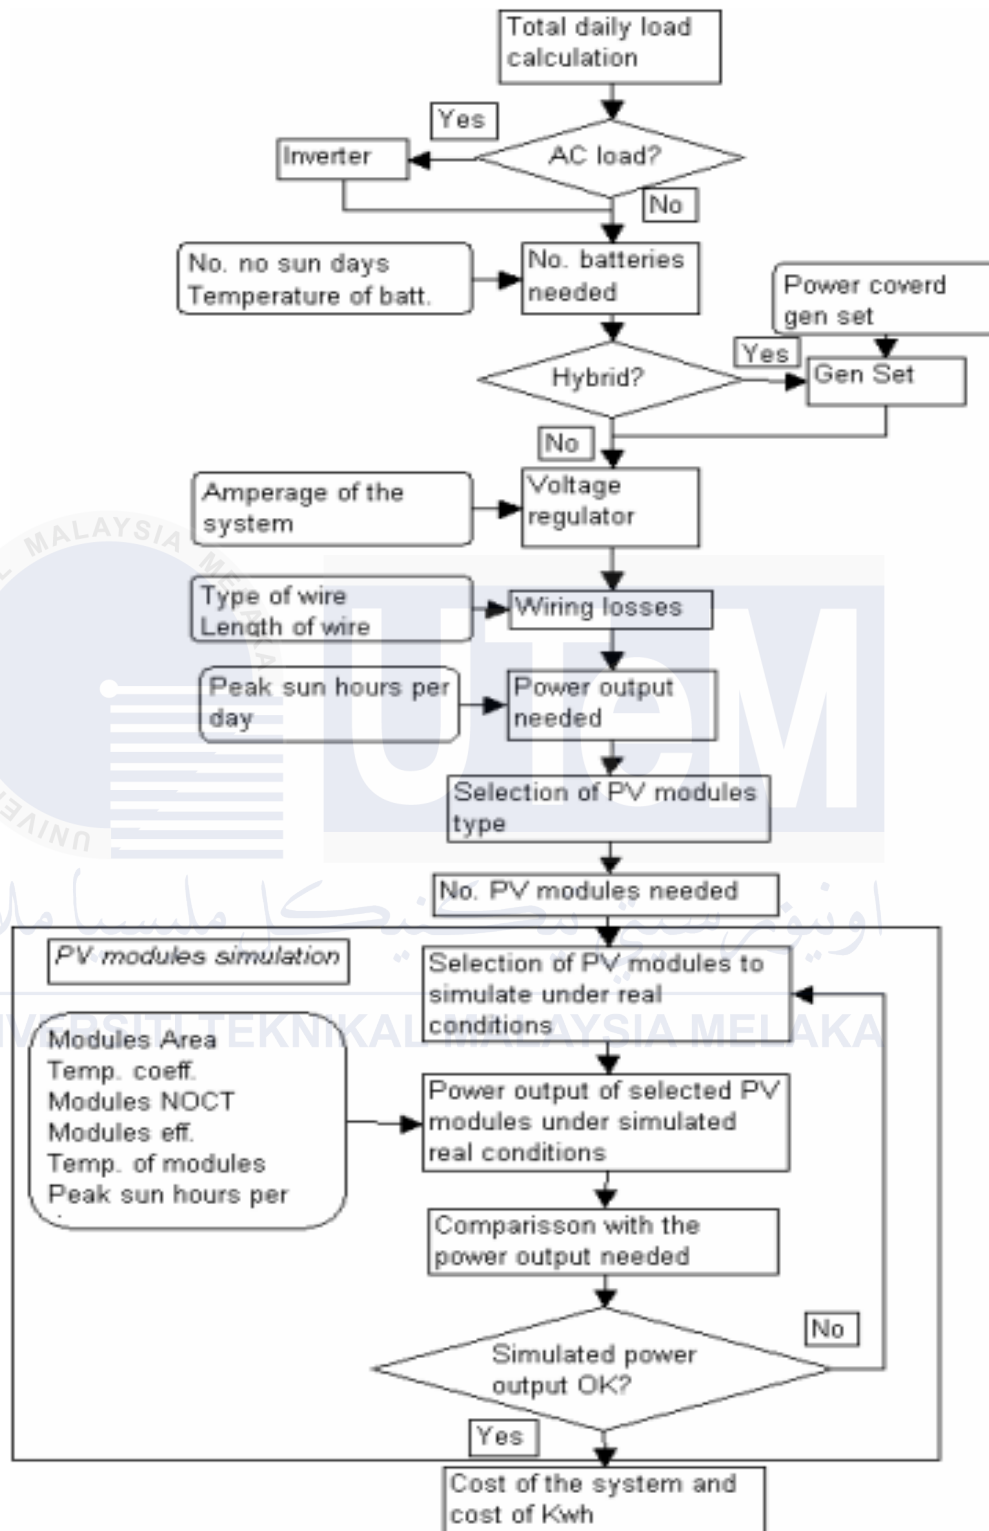 Total daily load
calculation
Yes
Inverter
AC load?
No
No. no sun days
Temperature of batt.
No. batteries
needed
Power coverd
gen set
Yes
Hybrid?
Gen Set
No
Amperage of the
system
Voltage
regulator
Type of wire
Length of wire
Wiring losses
Peak sun hours per
day
Power output
needed
Selection of PV modules
type
No. PV modules needed
PV modules simulation
Selection of PV modules to
simulate under real
conditions
Modules Area
Temp. coeff.
Modules NOCT
Modules eff.
Temp. of modules
Peak sun hours per
Power output of selected PV
modules under simulated
real conditions
Comparisson with the
power output needed
Simulated power
output OK?
No
Yes
Cost of the system and
cost of Kwh
MALAYSIA
UTeM
اونيۏرسيتي تيكنيكل مليسيا
VERSITI TEKNIKAL MALAYSIA MELAKA